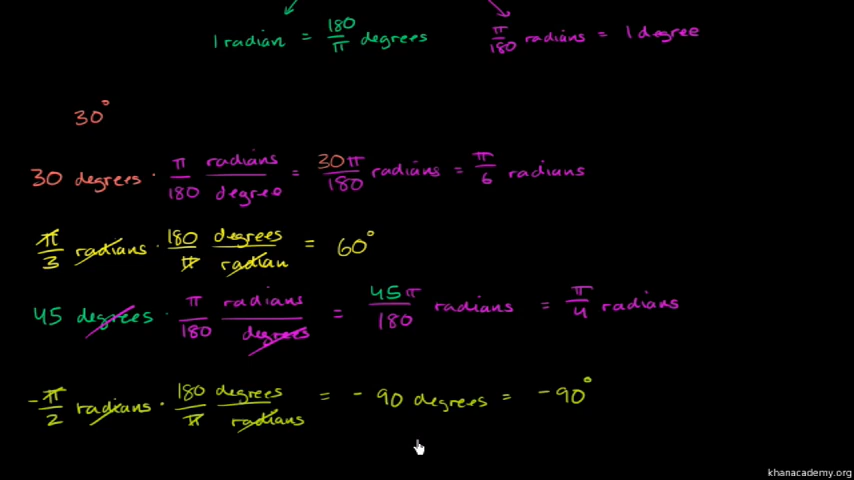 1 radian = 180/π degrees π/180 radians = 1 degree
30°
30 degrees · π/180 radians/degree = 30π/180 radians = π/6 radians
π/3 radians · 180/π degrees/radian = 60°
45 degrees · π/180 radians/degrees = 45π/180 radians = π/4 radians
-π/2 radians · 180/π degrees/radians = -90 degrees = -90°
khanacademy.org